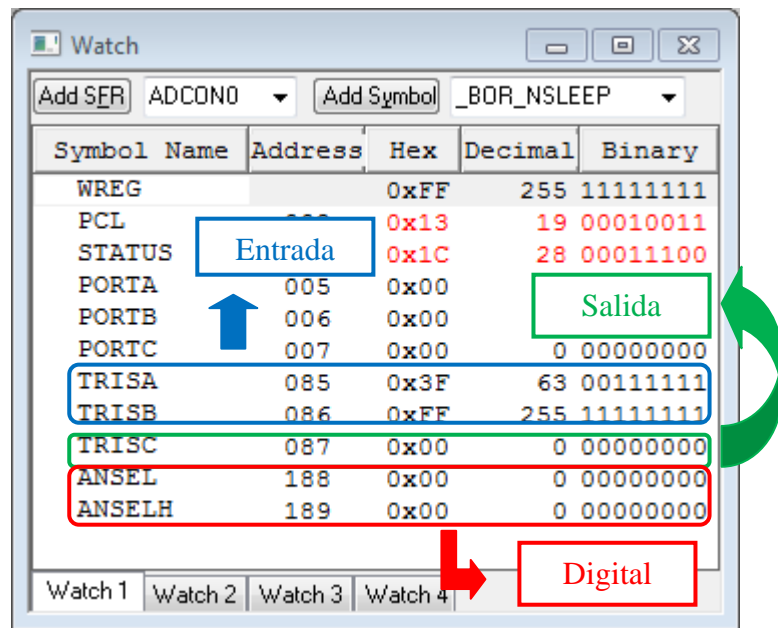 Watch
Add SFR ADCON0 Add Symbol _BOR_NSLEEP
Symbol Name Address Hex Decimal Binary
WREG 0xFF 255 11111111
PCL 0x13 19 00010011
STATUS 0x1C 28 00011100
Entrada
PORTA 005 0x00
PORTB 006 0x00
Salida
PORTC 007 0x00 0 00000000
TRISA 085 0x3F 63 00111111
TRISB 086 0xFF 255 11111111
TRISC 087 0x00 0 00000000
ANSEL 188 0x00 0 00000000
ANSELH 189 0x00 0 00000000
Digital
Watch 1 Watch 2 Watch 3 Watch 4